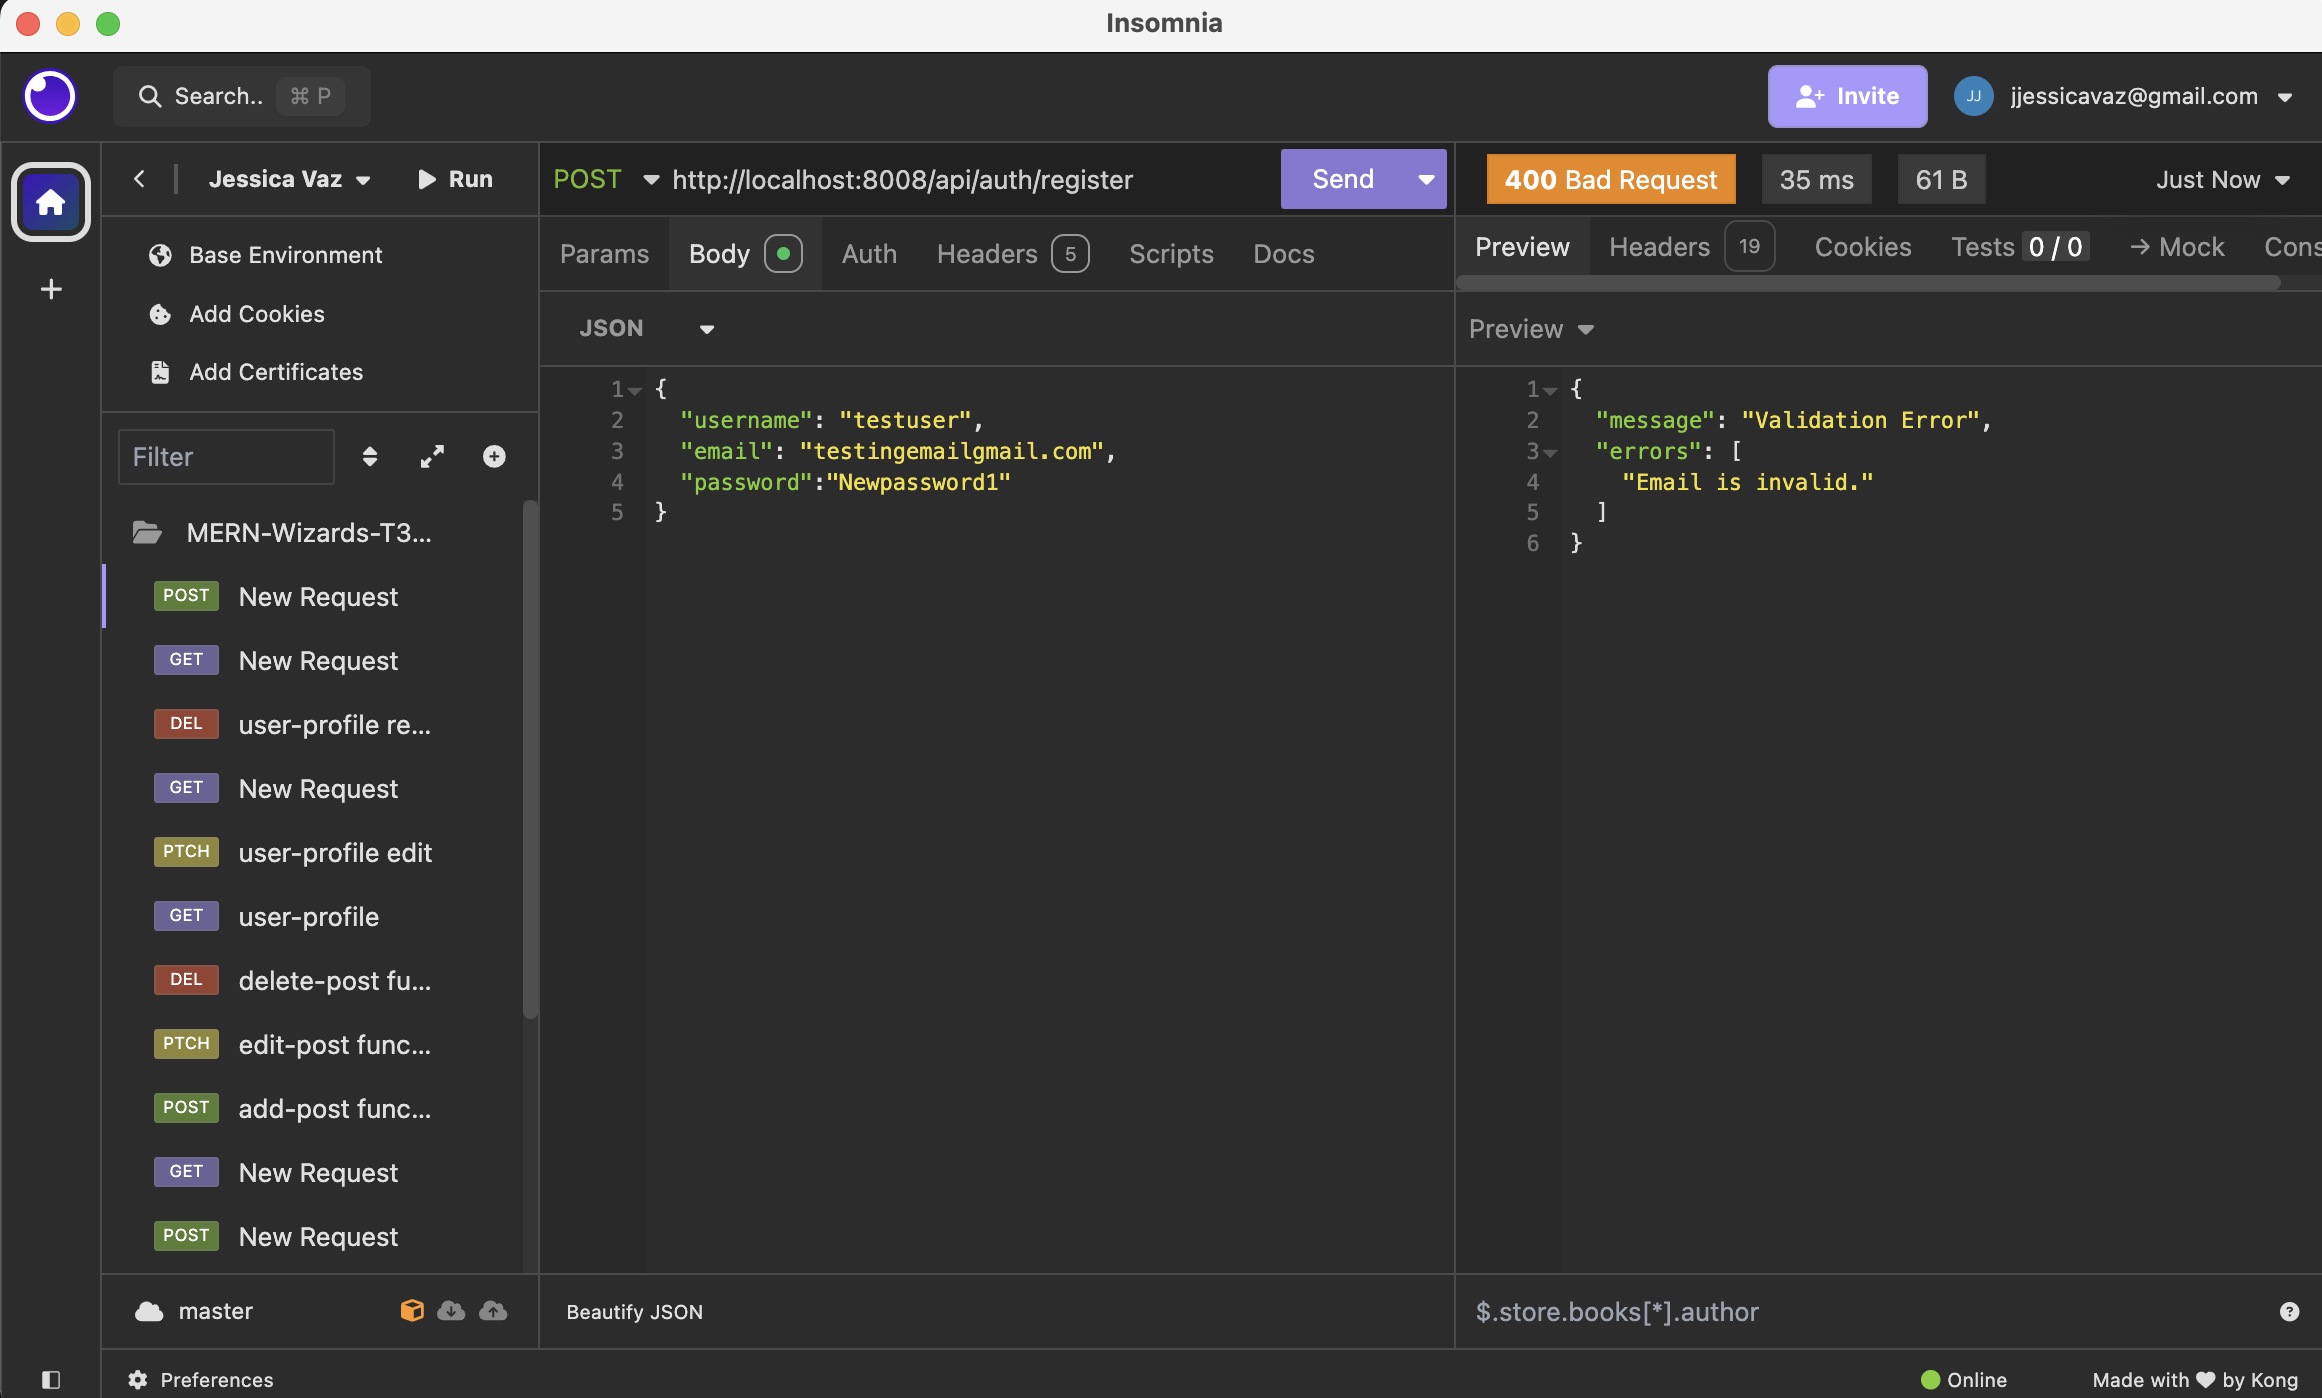 Insomnia
Search.. ⌘ P
Invite
JJ jjessicavaz@gmail.com
Jessica Vaz
Run
Base Environment
Add Cookies
Add Certificates
Filter
MERN-Wizards-T3...
POST New Request
GET New Request
DEL user-profile re...
GET New Request
PTCH user-profile edit
GET user-profile
DEL delete-post fu...
PTCH edit-post func...
POST add-post func...
GET New Request
POST New Request
master
Preferences
POST http://localhost:8008/api/auth/register Send
Params Body Auth Headers 5 Scripts Docs
JSON
1 {
2 "username": "testuser",
3 "email": "testingemailgmail.com",
4 "password":"Newpassword1"
5 }
Beautify JSON
400 Bad Request 35 ms 61 B Just Now
Preview Headers 19 Cookies Tests 0 / 0 → Mock Cons
Preview
1 {
2 "message": "Validation Error",
3 "errors": [
4 "Email is invalid."
5 ]
6 }
$.store.books[*].author ?
Online
Made with ♥ by Kong